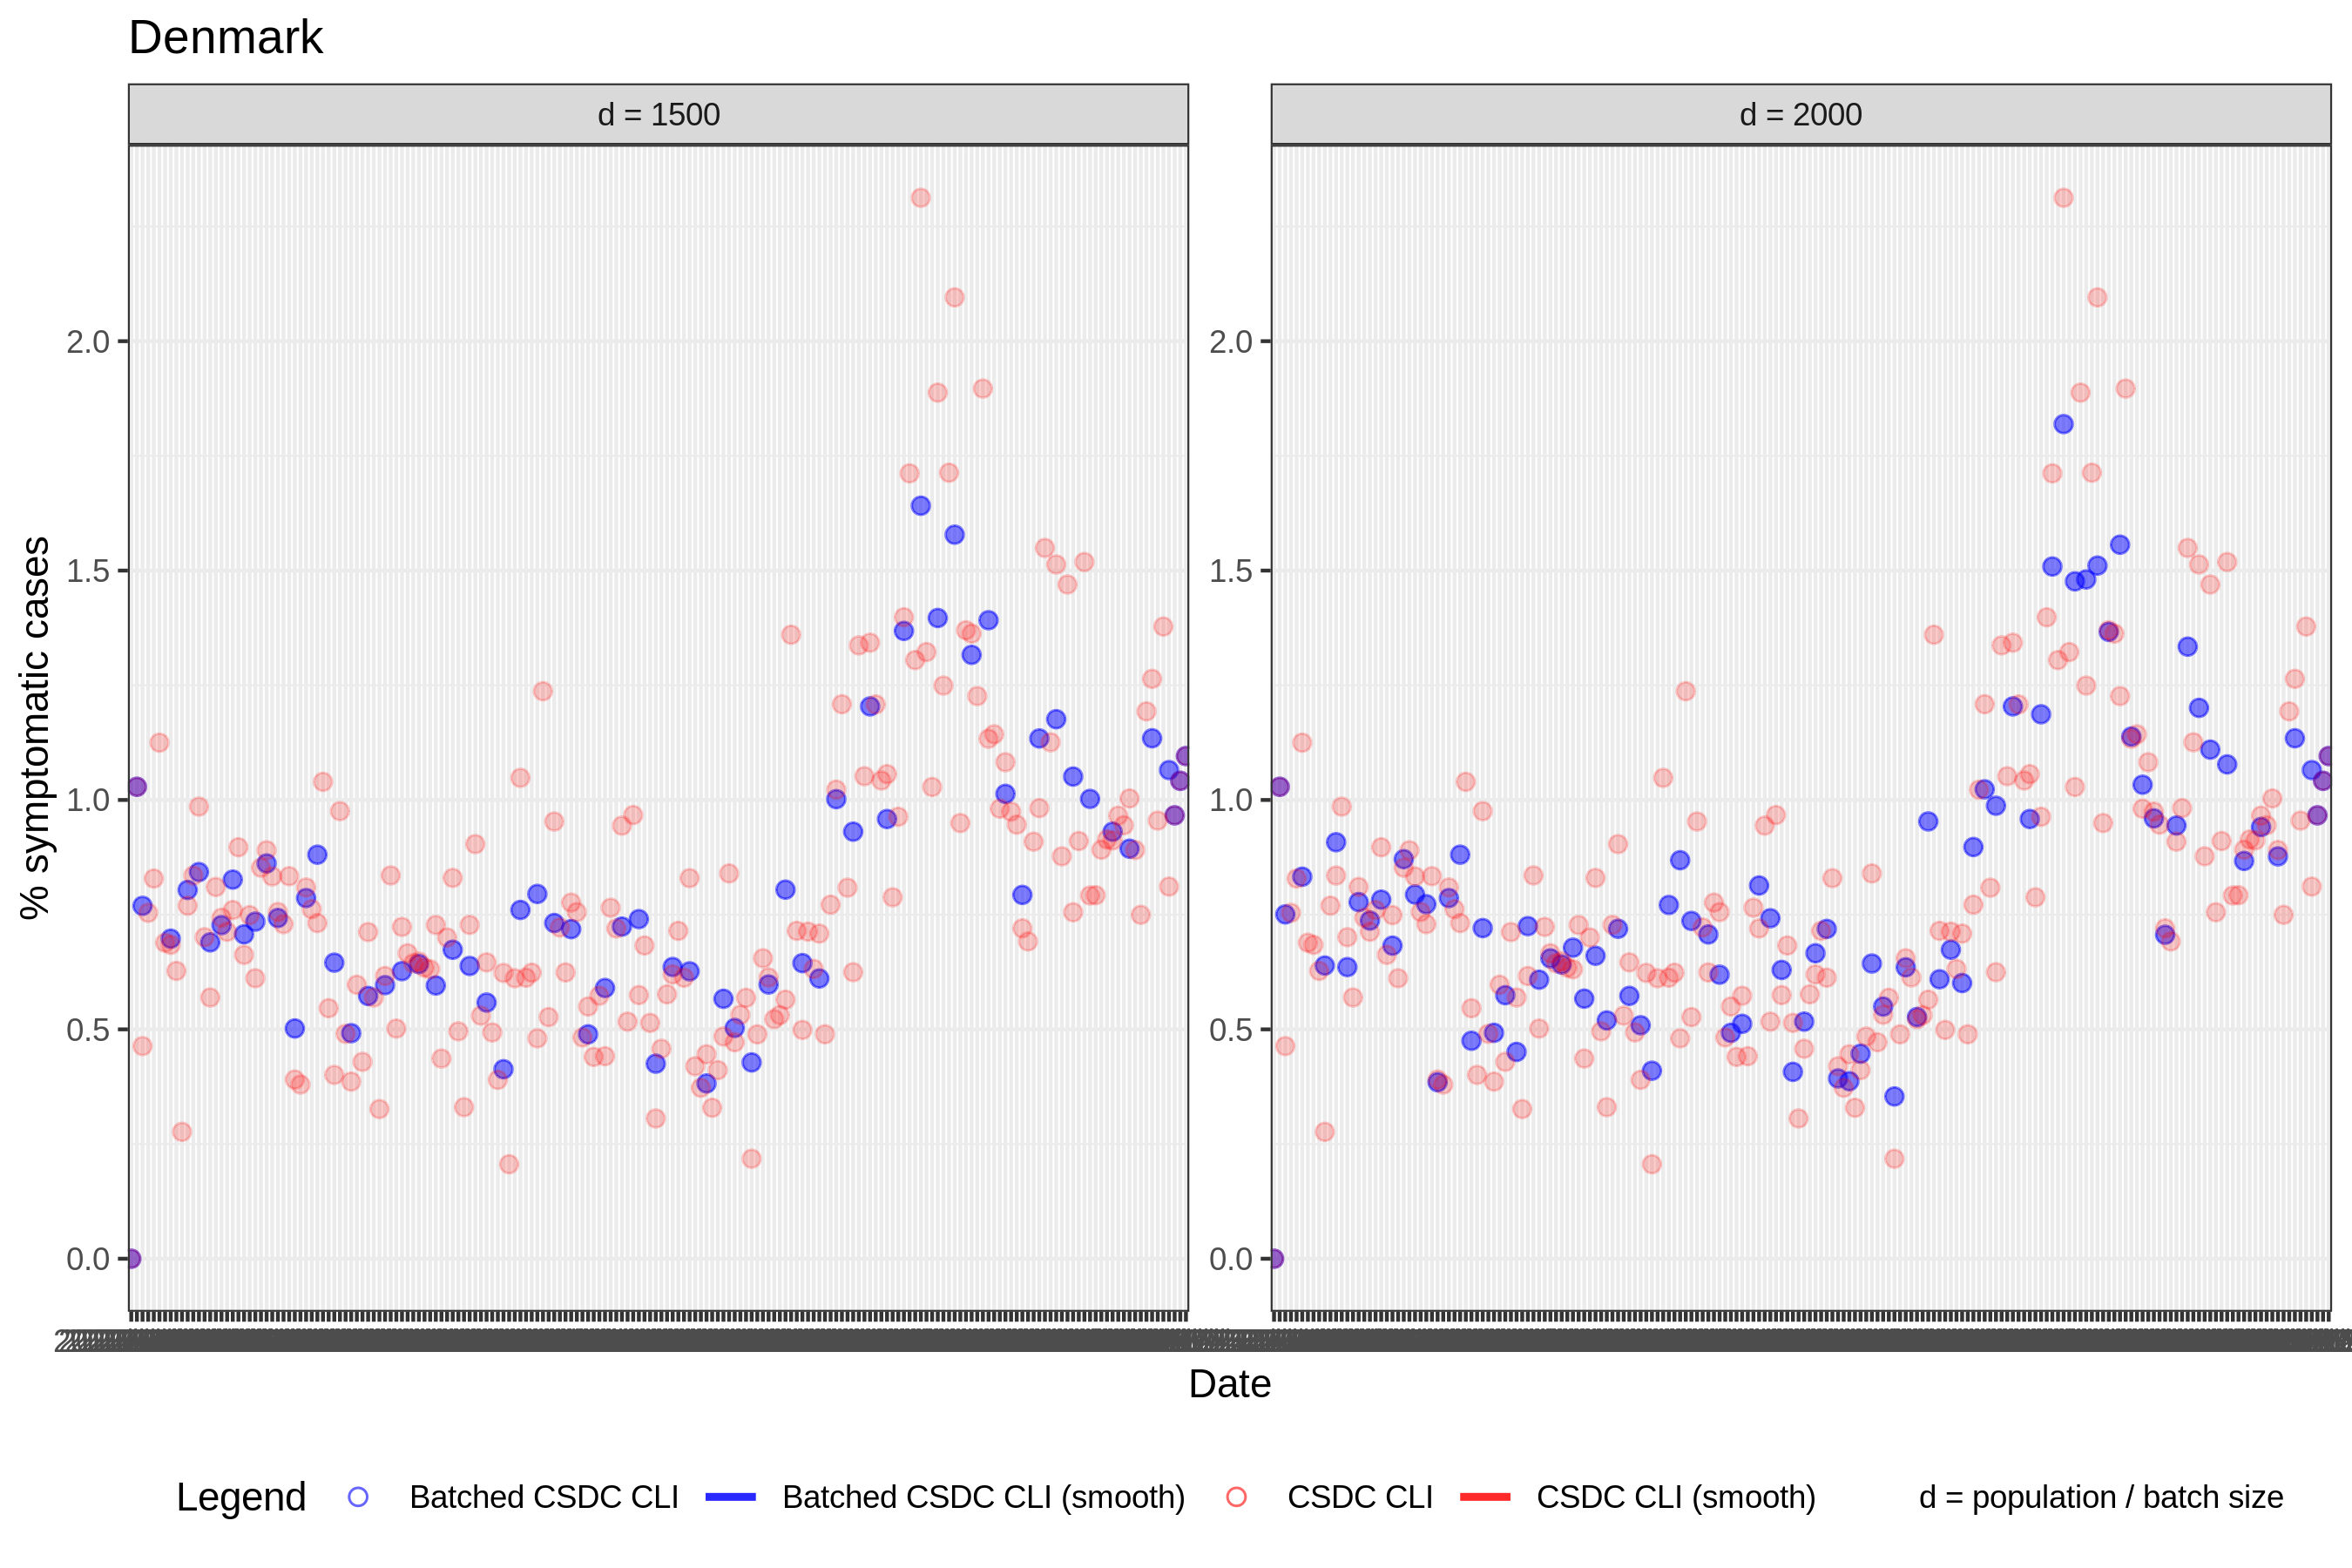 Denmark
d = 1500
d = 2000
% symptomatic cases
2.0
1.5
1.0
0.5
0.0
2.0
1.5
1.0
0.5
0.0
Date
Legend
Batched CSDC CLI
Batched CSDC CLI (smooth)
CSDC CLI
CSDC CLI (smooth)
d = population / batch size